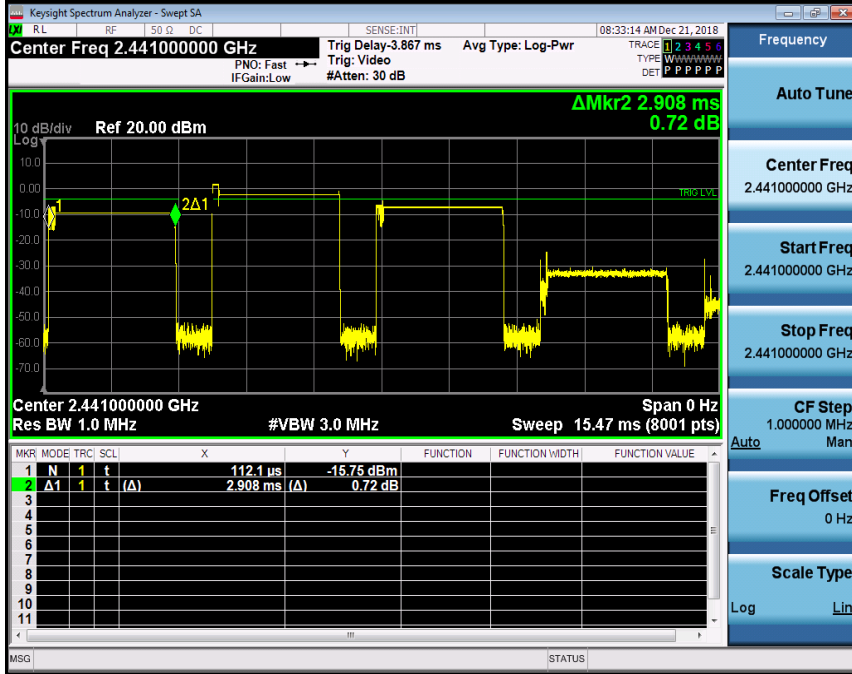 Keysight Spectrum Analyzer - Swept SA
LXI RL RF 50 Ω DC SENSE:INT 08:33:14 AM Dec 21, 2018
Center Freq 2.441000000 GHz
PNO: Fast
IFGain:Low
Trig Delay-3.867 ms
Trig: Video
#Atten: 30 dB
Avg Type: Log-Pwr
TRACE 1 2 3 4 5 6
TYPE WWWWWW
DET P P P P P P
ΔMkr2 2.908 ms
0.72 dB
10 dB/div Ref 20.00 dBm
Log
10.0
0.00
-10.0
-20.0
-30.0
-40.0
-50.0
-60.0
-70.0
1
2Δ1
TRIG LVL
Center 2.441000000 GHz Span 0 Hz
Res BW 1.0 MHz #VBW 3.0 MHz Sweep 15.47 ms (8001 pts)
MKR MODE TRC SCL X Y FUNCTION FUNCTION WIDTH FUNCTION VALUE
1 N 1 t 112.1 µs -15.75 dBm
2 Δ1 1 t (Δ) 2.908 ms (Δ) 0.72 dB
3
4
5
6
7
8
9
10
11
MSG STATUS
Frequency
Auto Tune
Center Freq
2.441000000 GHz
Start Freq
2.441000000 GHz
Stop Freq
2.441000000 GHz
CF Step
1.000000 MHz
Auto Man
Freq Offset
0 Hz
Scale Type
Log Lin